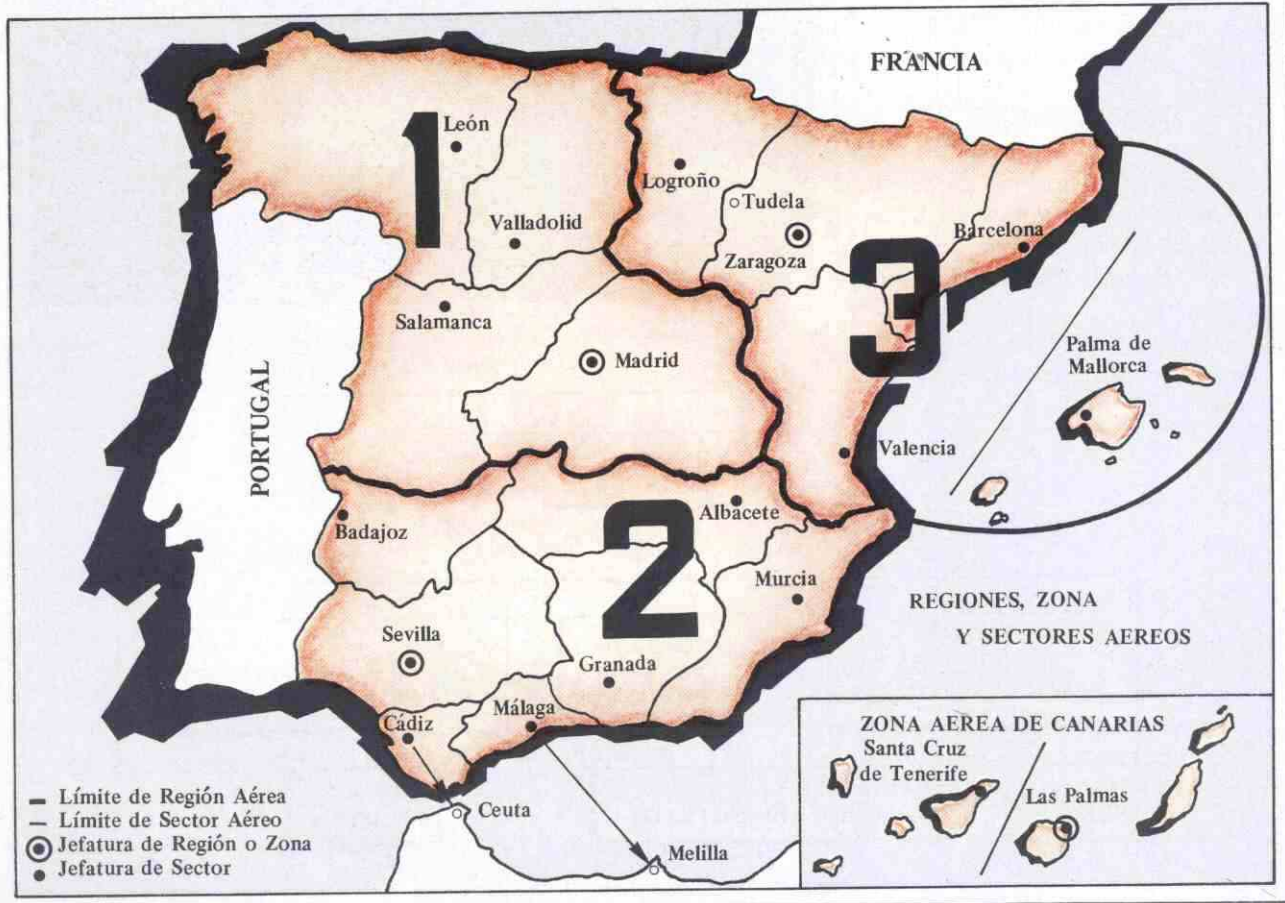 FRANCIA
1
León
Logroño
Tudela
Valladolid
Zaragoza
Barcelona
3
Salamanca
Madrid
Palma de
Mallorca
PORTUGAL
Valencia
Albacete
Badajoz
2
Murcia
REGIONES, ZONA
Y SECTORES AEREOS
Sevilla
Granada
Cádiz
Málaga
ZONA AEREA DE CANARIAS
Santa Cruz
de Tenerife
Las Palmas
Ceuta
Melilla
Límite de Región Aérea
Límite de Sector Aéreo
Jefatura de Región o Zona
Jefatura de Sector